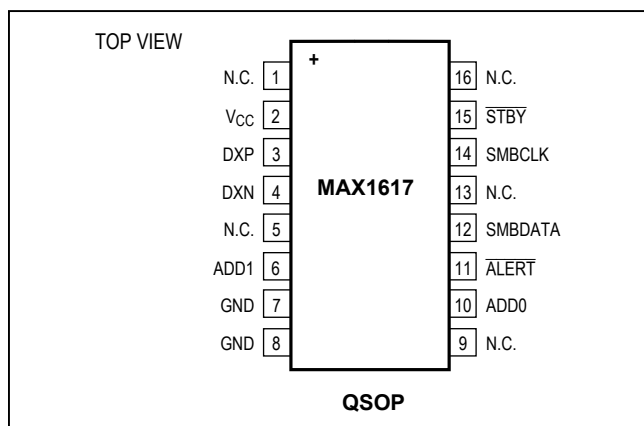 TOP VIEW
+
N.C. 1 16 N.C.
VCC 2 15 STBY
DXP 3 14 SMBCLK
DXN 4 MAX1617 13 N.C.
N.C. 5 12 SMBDATA
ADD1 6 11 ALERT
GND 7 10 ADD0
GND 8 9 N.C.
QSOP